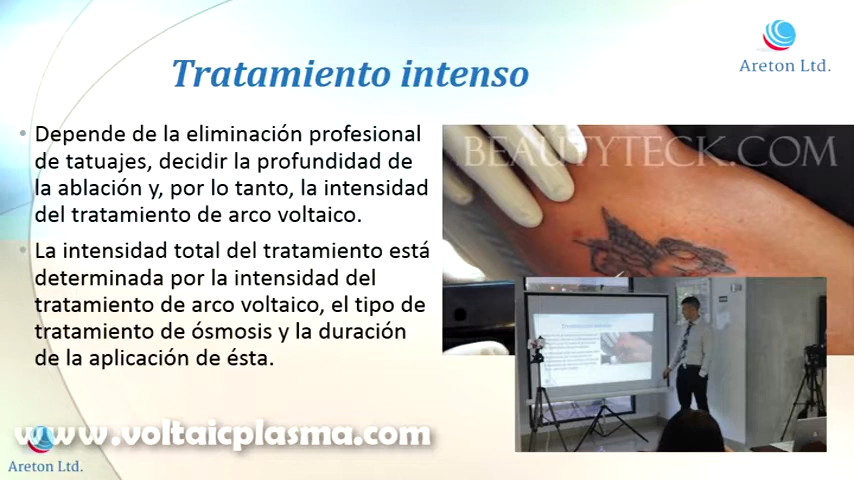 Areton Ltd.
Tratamiento intenso
• Depende de la eliminación profesional
de tatuajes, decidir la profundidad de
la ablación y, por lo tanto, la intensidad
del tratamiento de arco voltaico.
• La intensidad total del tratamiento está
determinada por la intensidad del
tratamiento de arco voltaico, el tipo de
tratamiento de ósmosis y la duración
de la aplicación de ésta.
BEAUTYTECK.COM
Tratamiento intenso
www.voltaicplasma.com
Areton Ltd.